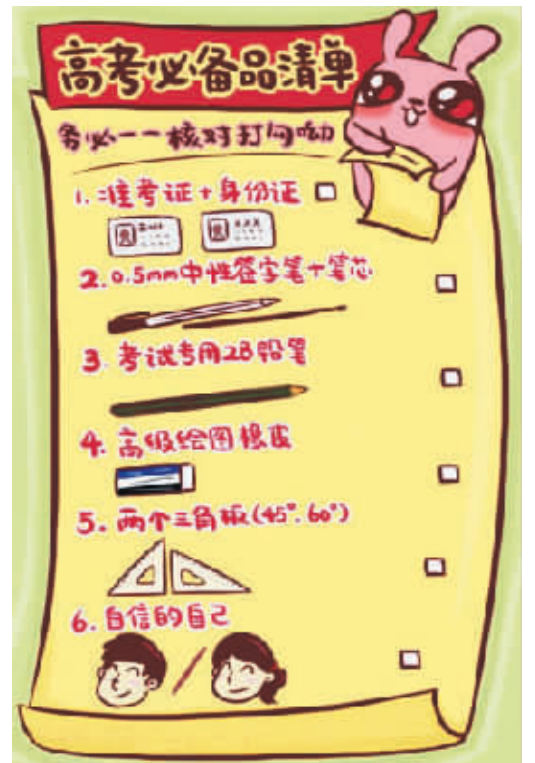 高考必备品清单
务必一一核对打勾呦
1.准考证+身份证
2.0.5mm中性签字笔+笔芯
3.考试专用2B铅笔
4.高级绘图橡皮
5.两个三角板(45°.60°)
6.自信的自己